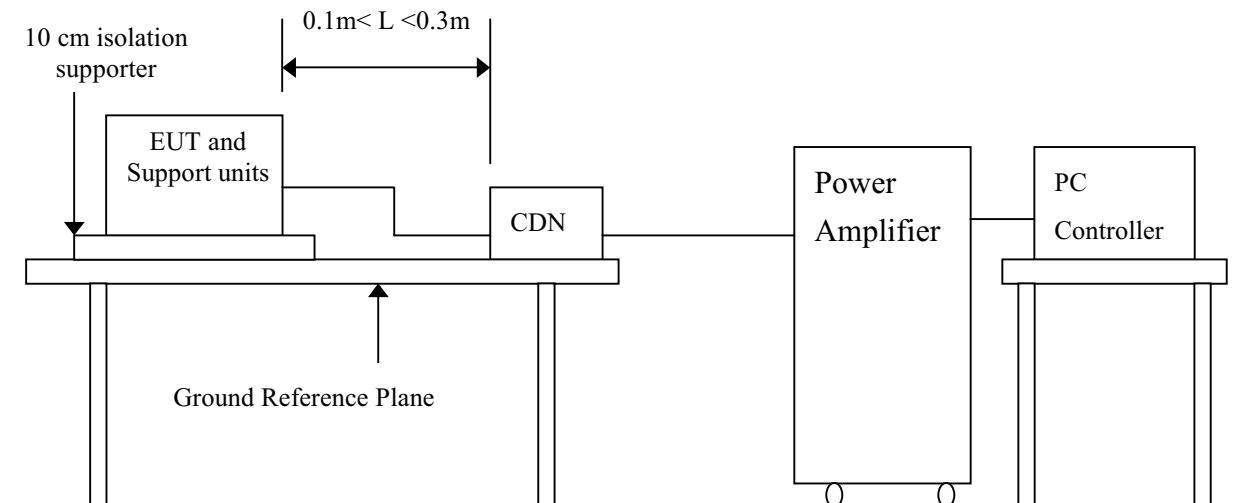 0.1m< L <0.3m
10 cm isolation
supporter
EUT and
Support units
CDN
Power
Amplifier
PC
Controller
Ground Reference Plane